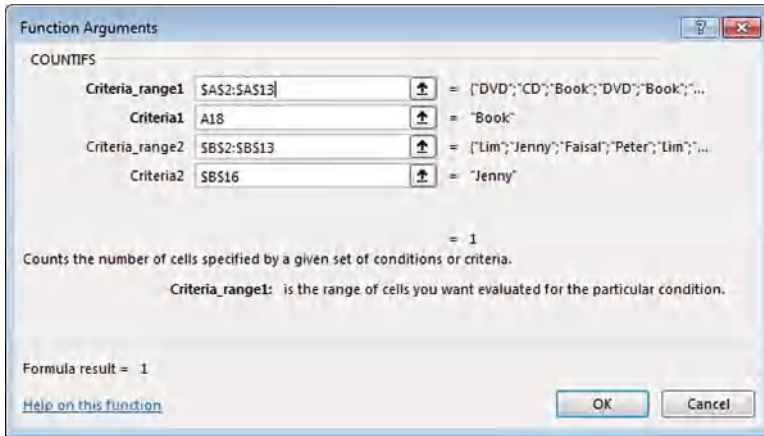 Function Arguments
COUNTIFS
Criteria_range1 $A$2:$A$13 = {"DVD";"CD";"Book";"DVD";"Book";"...
Criteria1 A18 = "Book"
Criteria_range2 $B$2:$B$13 = {"Lim";"Jenny";"Faisal";"Peter";"Lim";"...
Criteria2 $B$16 = "Jenny"
= 1
Counts the number of cells specified by a given set of conditions or criteria.
Criteria_range1: is the range of cells you want evaluated for the particular condition.
Formula result = 1
Help on this function OK Cancel